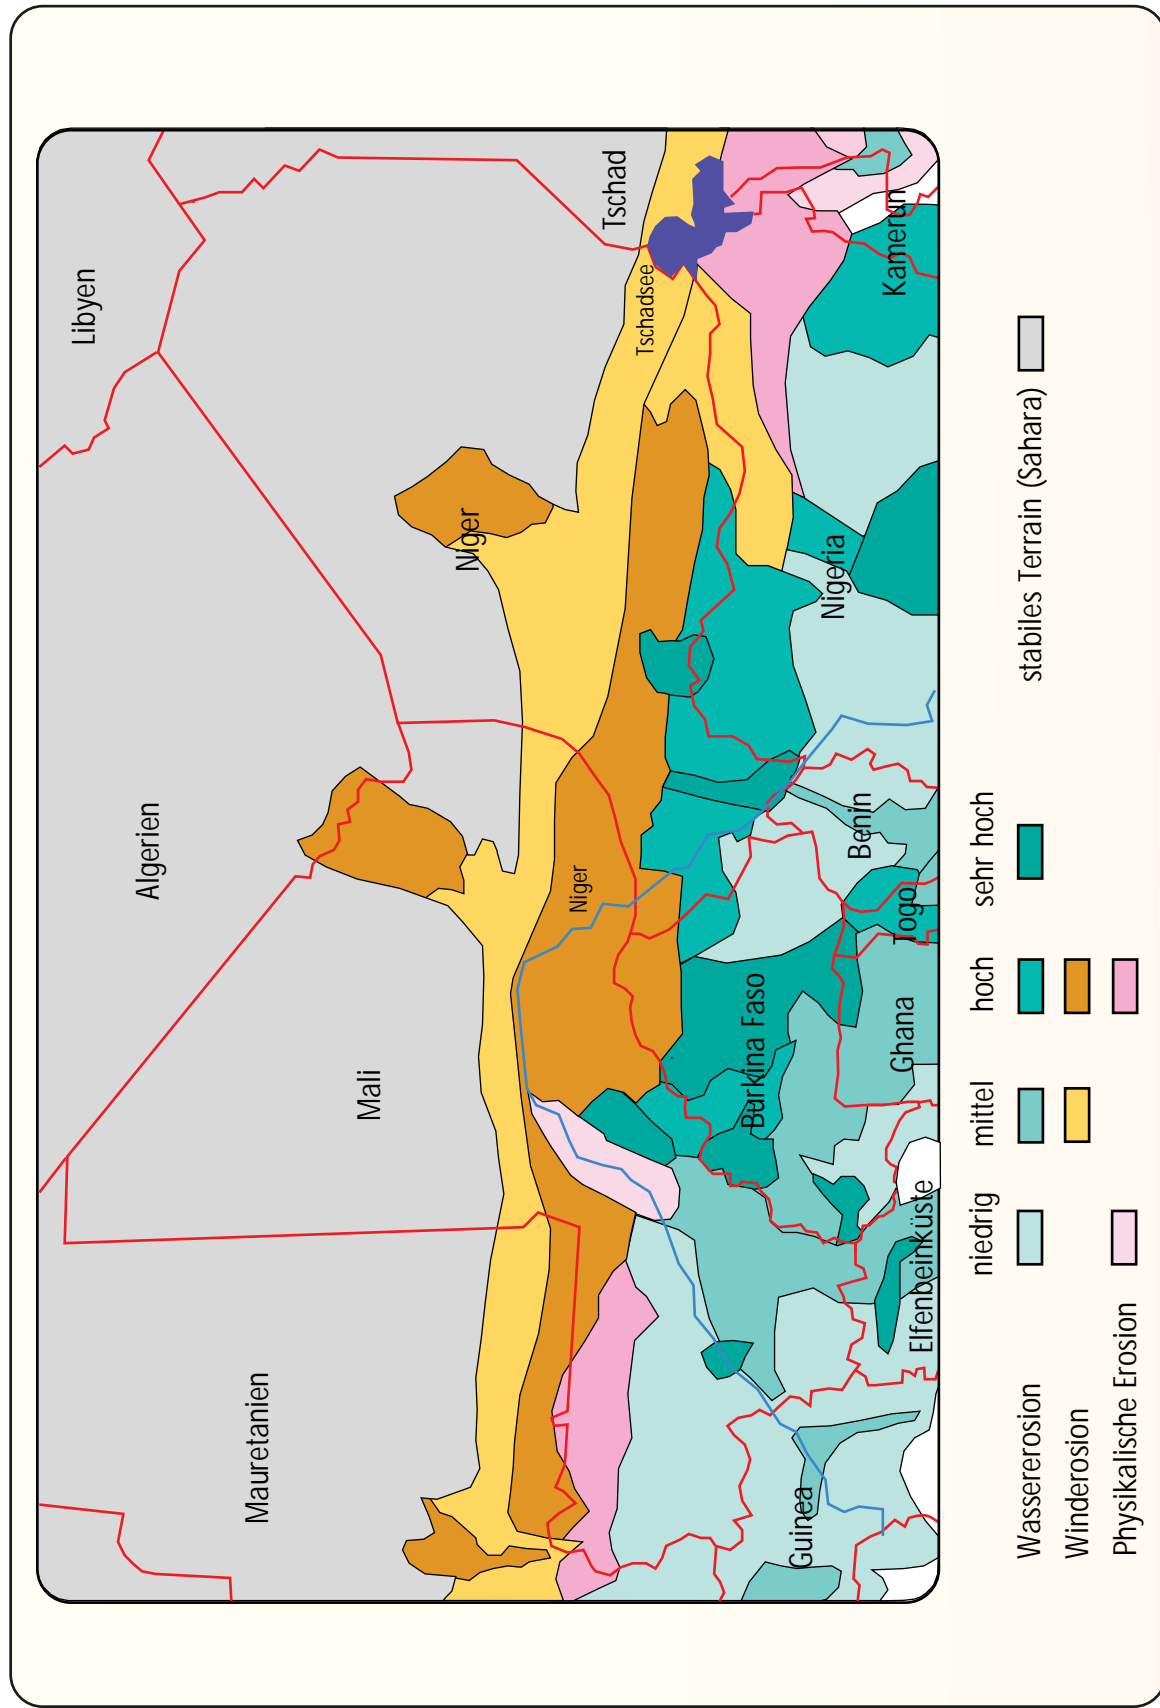 Libyen
Algerien
Tschad
Mauretanien
Mali
Niger
Tschadsee
Niger
Burkina Faso
Nigeria
Kamerun
Guinea
Benin
Togo
Ghana
Elfenbeinküste
niedrig mittel hoch sehr hoch
Wassererosion stabiles Terrain (Sahara)
Winderosion
Physikalische Erosion